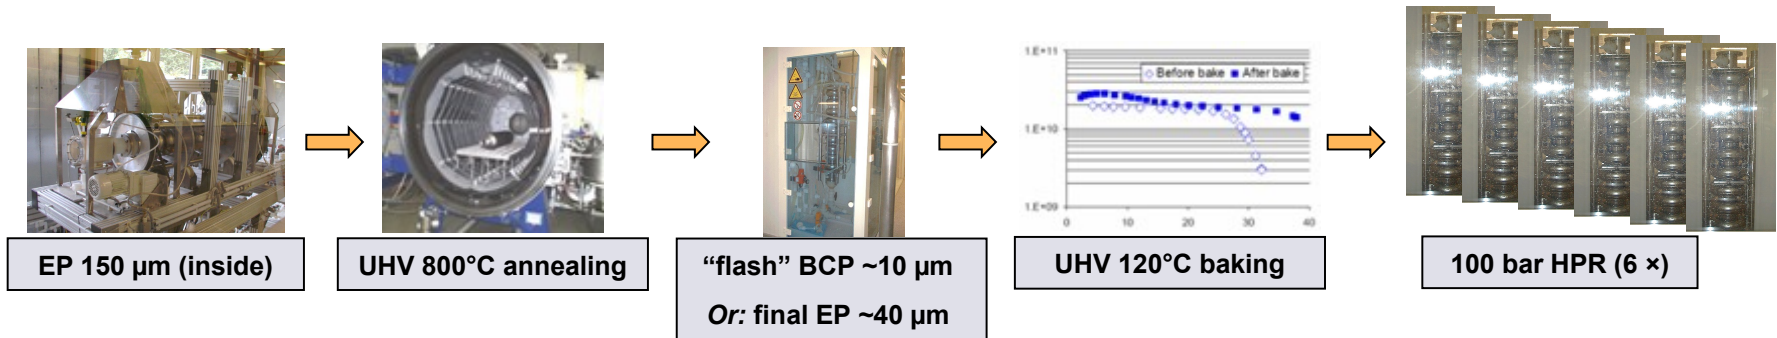 1.E+11
Before bake After bake
1.E+10
1.E+09
0 10 20 30 40
EP 150 µm (inside)
UHV 800°C annealing
“flash” BCP ~10 µm
Or: final EP ~40 µm
UHV 120°C baking
100 bar HPR (6 ×)